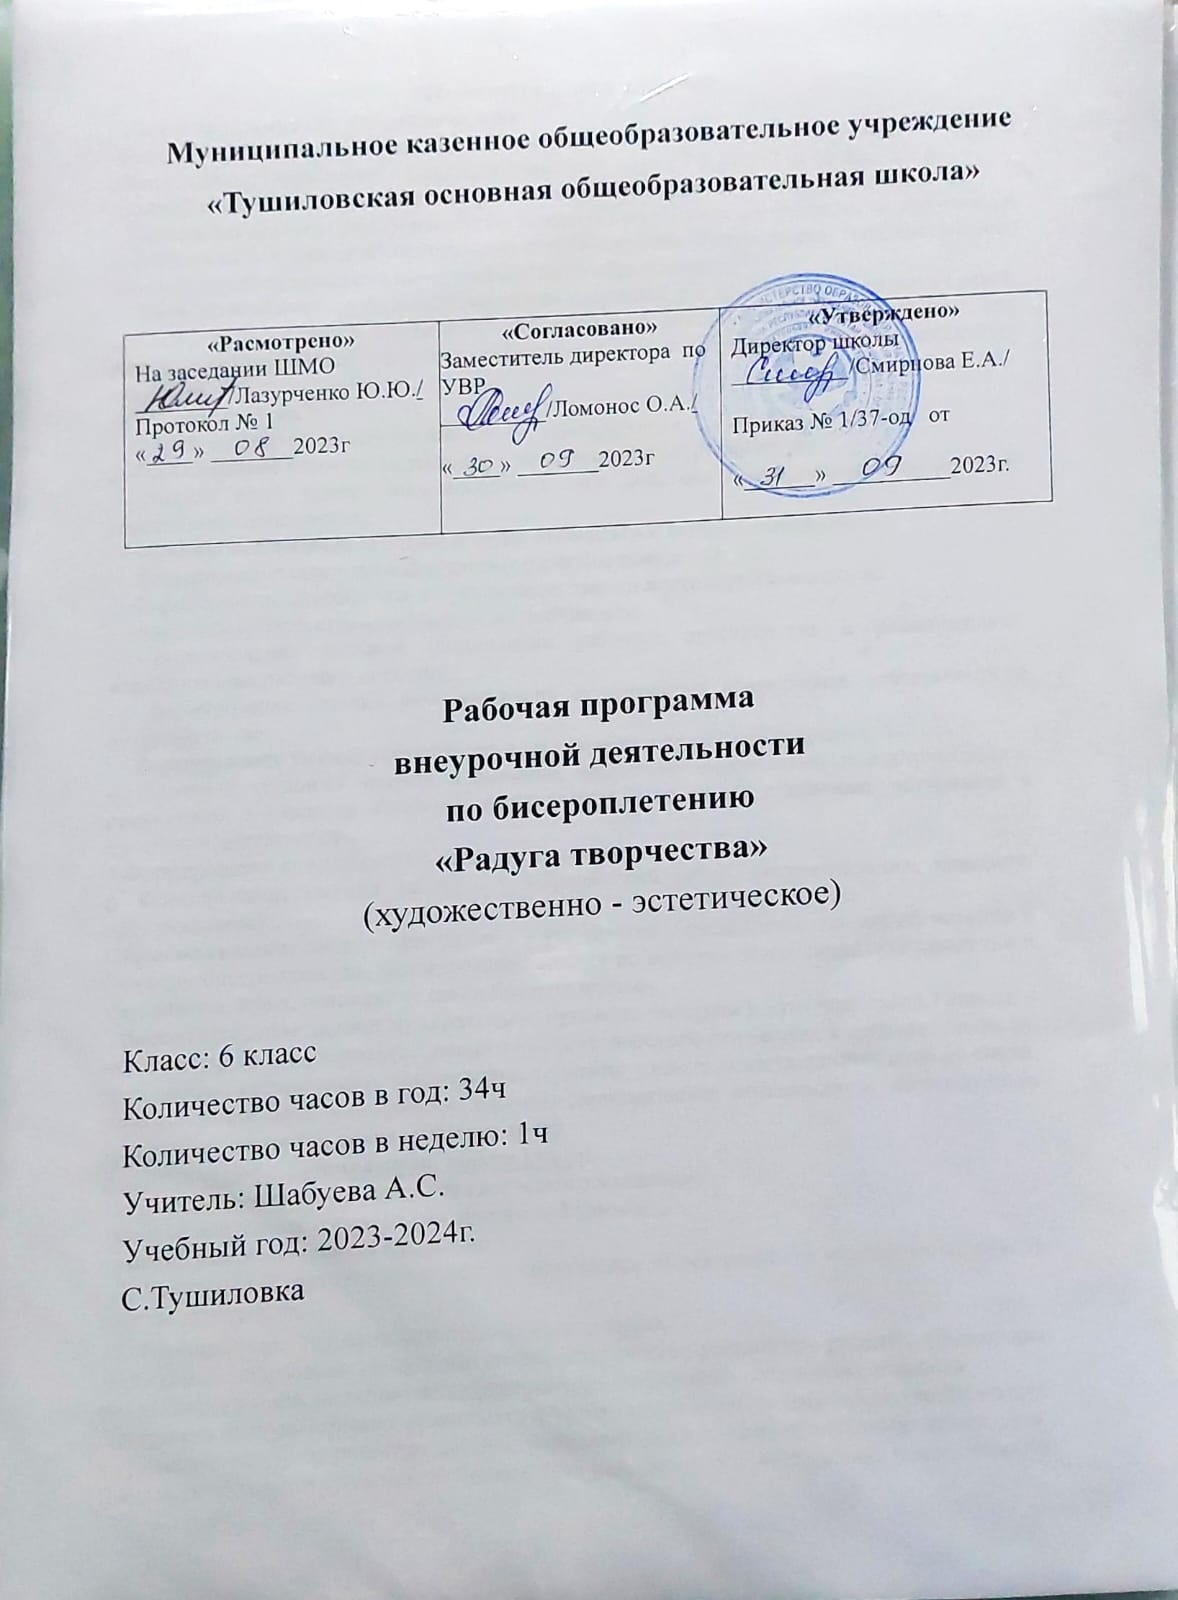 Муниципальное казенное общеобразовательное учреждение
«Тушиловская основная общеобразовательная школа»
«Расмотрено»
На заседании ШМО
/Лазурченко Ю.Ю./
Протокол № 1
«29» 08 2023г
«Согласовано»
Заместитель директора по
УВР
/Ломонос О.А./
«30» 09 2023г
«Утверждено»
Директор школы
/Смирнова Е.А./
Приказ № 1/37-од от
«31» 09 2023г.
Рабочая программа
внеурочной деятельности
по бисероплетению
«Радуга творчества»
(художественно - эстетическое)
Класс: 6 класс
Количество часов в год: 34ч
Количество часов в неделю: 1ч
Учитель: Шабуева А.С.
Учебный год: 2023-2024г.
С.Тушиловка